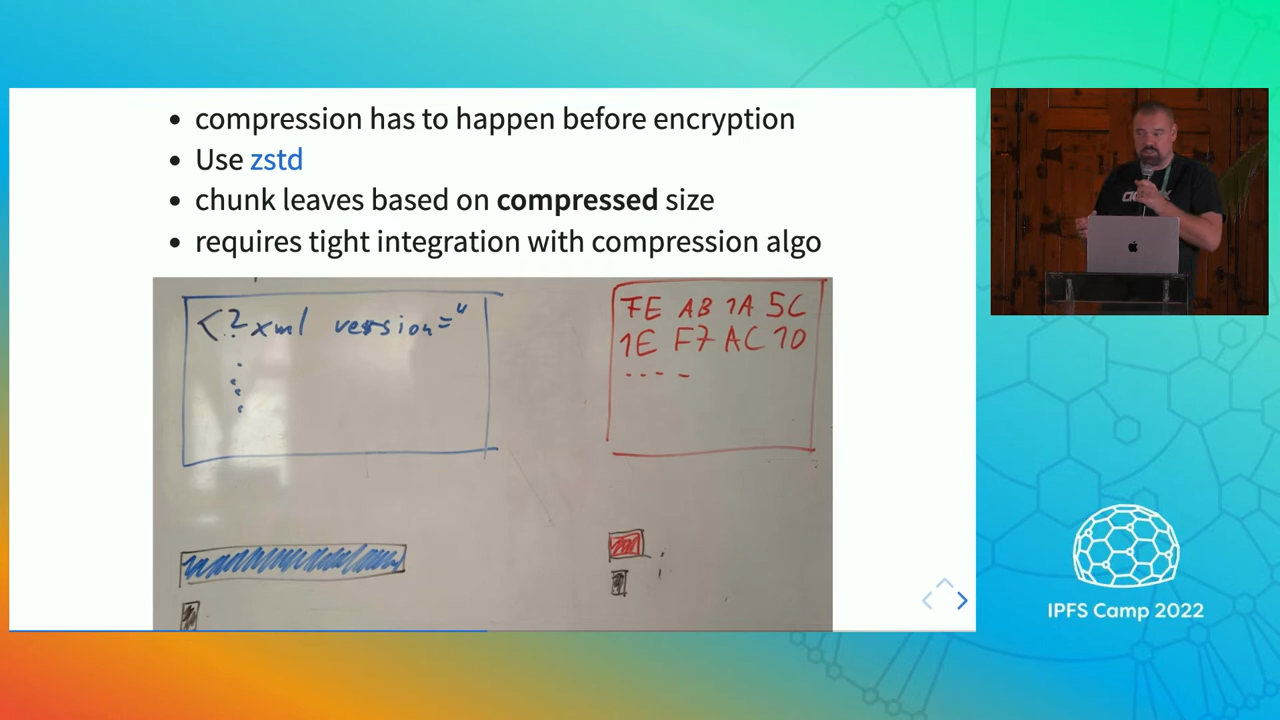 compression has to happen before encryption
Use zstd
chunk leaves based on compressed size
requires tight integration with compression algo
<?xml version="
FE AB 1A 5C
1E F7 AC 10
IPFS Camp 2022